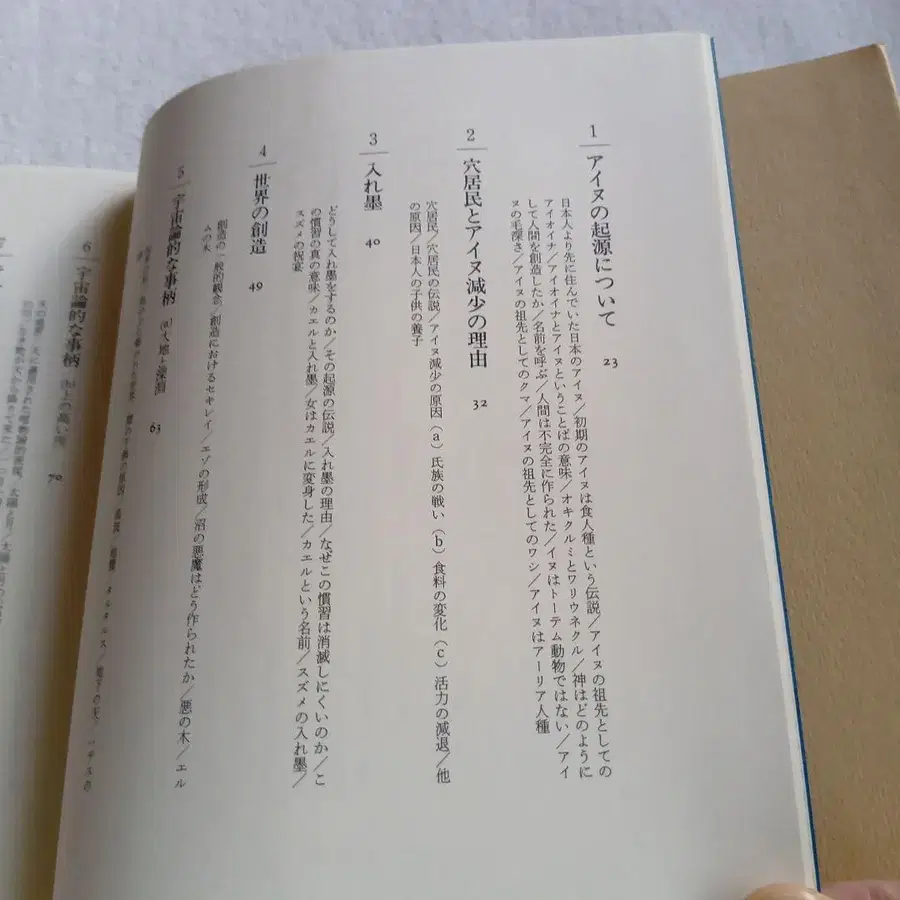 1
アイヌの起源について 23
日本人より先に住んでいた日本のアイヌ/初期のアイヌは食人種という伝説/アイヌの祖先としての
アイオイナ/アイオイナとアイヌということばの意味/オキクルミとワリウネクル/神はどのように
して人間を創造したか/名前を呼ぶ/人間は不完全に作られた/イヌはトーテム動物ではない/アイ
ヌの毛深さ/アイヌの祖先としてのクマ/アイヌの祖先としてのワシ/アイヌはアーリア人種
2
穴居民とアイヌ減少の理由 32
穴居民/穴居民の伝説/アイヌ減少の原因(a)氏族の戦い(b)食料の変化(c)活力の減退/他
の原因/日本人の子供の養子
3
入れ墨 40
どうして入れ墨をするのか/その起源の伝説/入れ墨の理由/なぜこの慣習は消滅しにくいのか/こ
の慣習の真の意味/カエルと入れ墨/女はカエルに変身した/カエルという名前/スズメの入れ墨/
スズメの祝宴
4
世界の創造 49
創造の一般的観念/創造におけるセキレイ/エゾの形成/沼の悪魔はどう作られたか/悪の木/エル
ムの木
5
宇宙論的な事柄 (a)大地と 63
6
宇宙論的な事柄 (b)上の高い 70